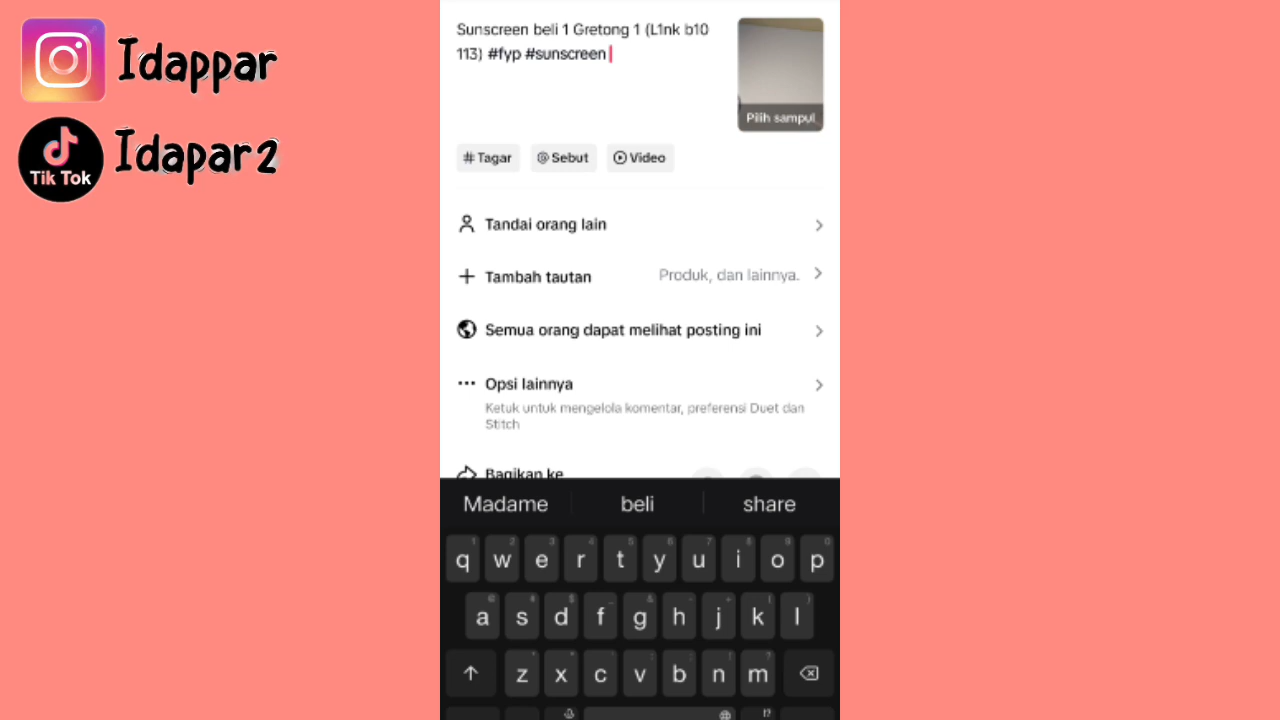 Idappar
Tik Tok
Idapar2
Sunscreen beli 1 Gretong 1 (L1nk b10
113) #fyp #sunscreen
Pilih sampul
# Tagar
@ Sebut
Video
Tandai orang lain
Tambah tautan
Produk, dan lainnya.
Semua orang dapat melihat posting ini
Opsi lainnya
Ketuk untuk mengelola komentar, preferensi Duet dan
Stitch
Bagikan ke
Madame beli share
q w e r t y u i o p
a s d f g h j k l
z x c v b n m
!?